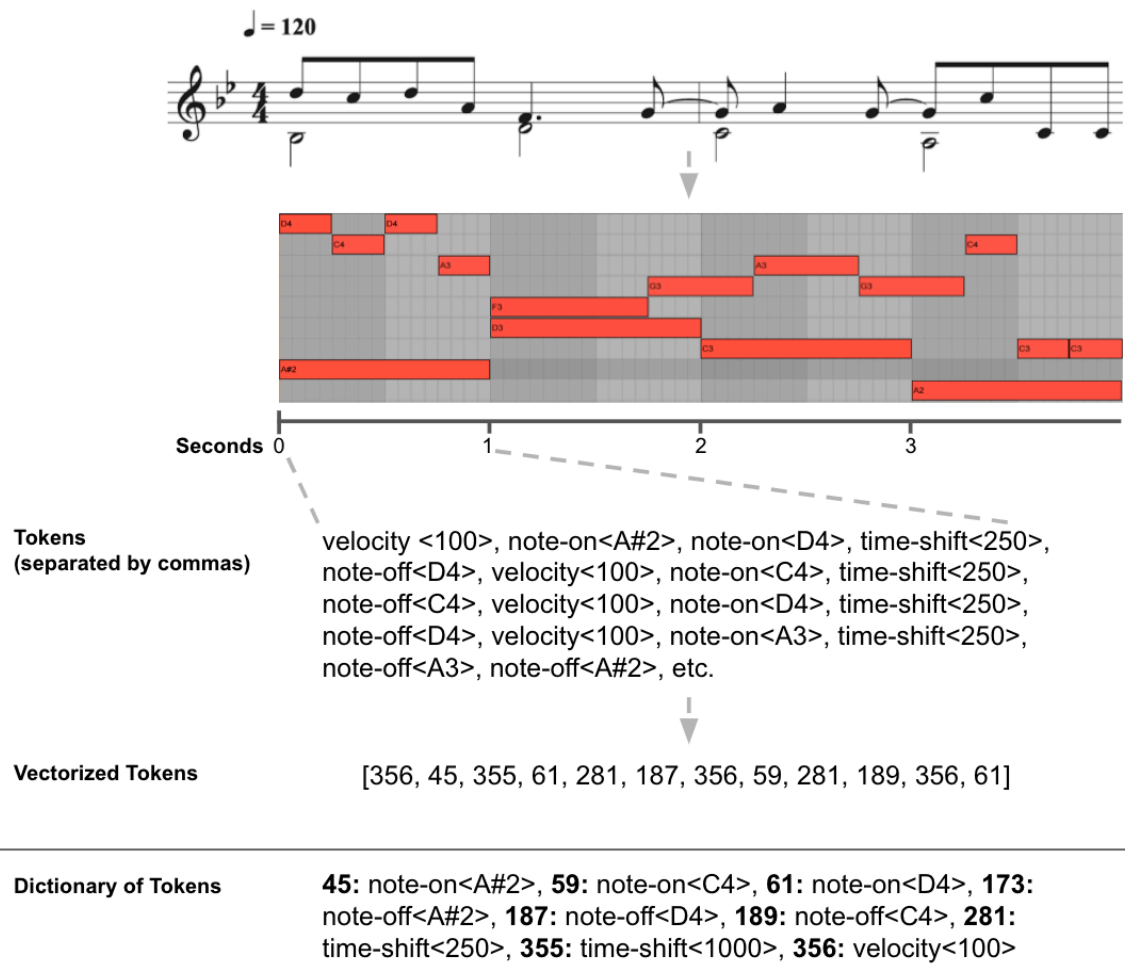 ♩ = 120
4
4
D4 D4
C4 C4
A3 A3
G3 G3
F3
D3
C3 C3 C3
A#2
A2
Seconds 0 1 2 3
Tokens
(separated by commas)
velocity <100>, note-on<A#2>, note-on<D4>, time-shift<250>,
note-off<D4>, velocity<100>, note-on<C4>, time-shift<250>,
note-off<C4>, velocity<100>, note-on<D4>, time-shift<250>,
note-off<D4>, velocity<100>, note-on<A3>, time-shift<250>,
note-off<A3>, note-off<A#2>, etc.
Vectorized Tokens
[356, 45, 355, 61, 281, 187, 356, 59, 281, 189, 356, 61]
Dictionary of Tokens
45: note-on<A#2>, 59: note-on<C4>, 61: note-on<D4>, 173:
note-off<A#2>, 187: note-off<D4>, 189: note-off<C4>, 281:
time-shift<250>, 355: time-shift<1000>, 356: velocity<100>